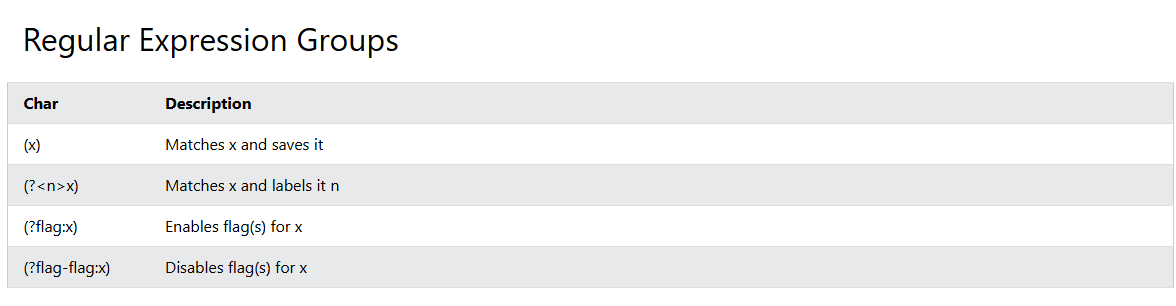 Regular Expression Groups
Char Description
(x) Matches x and saves it
(?<n>x) Matches x and labels it n
(?flag:x) Enables flag(s) for x
(?flag-flag:x) Disables flag(s) for x